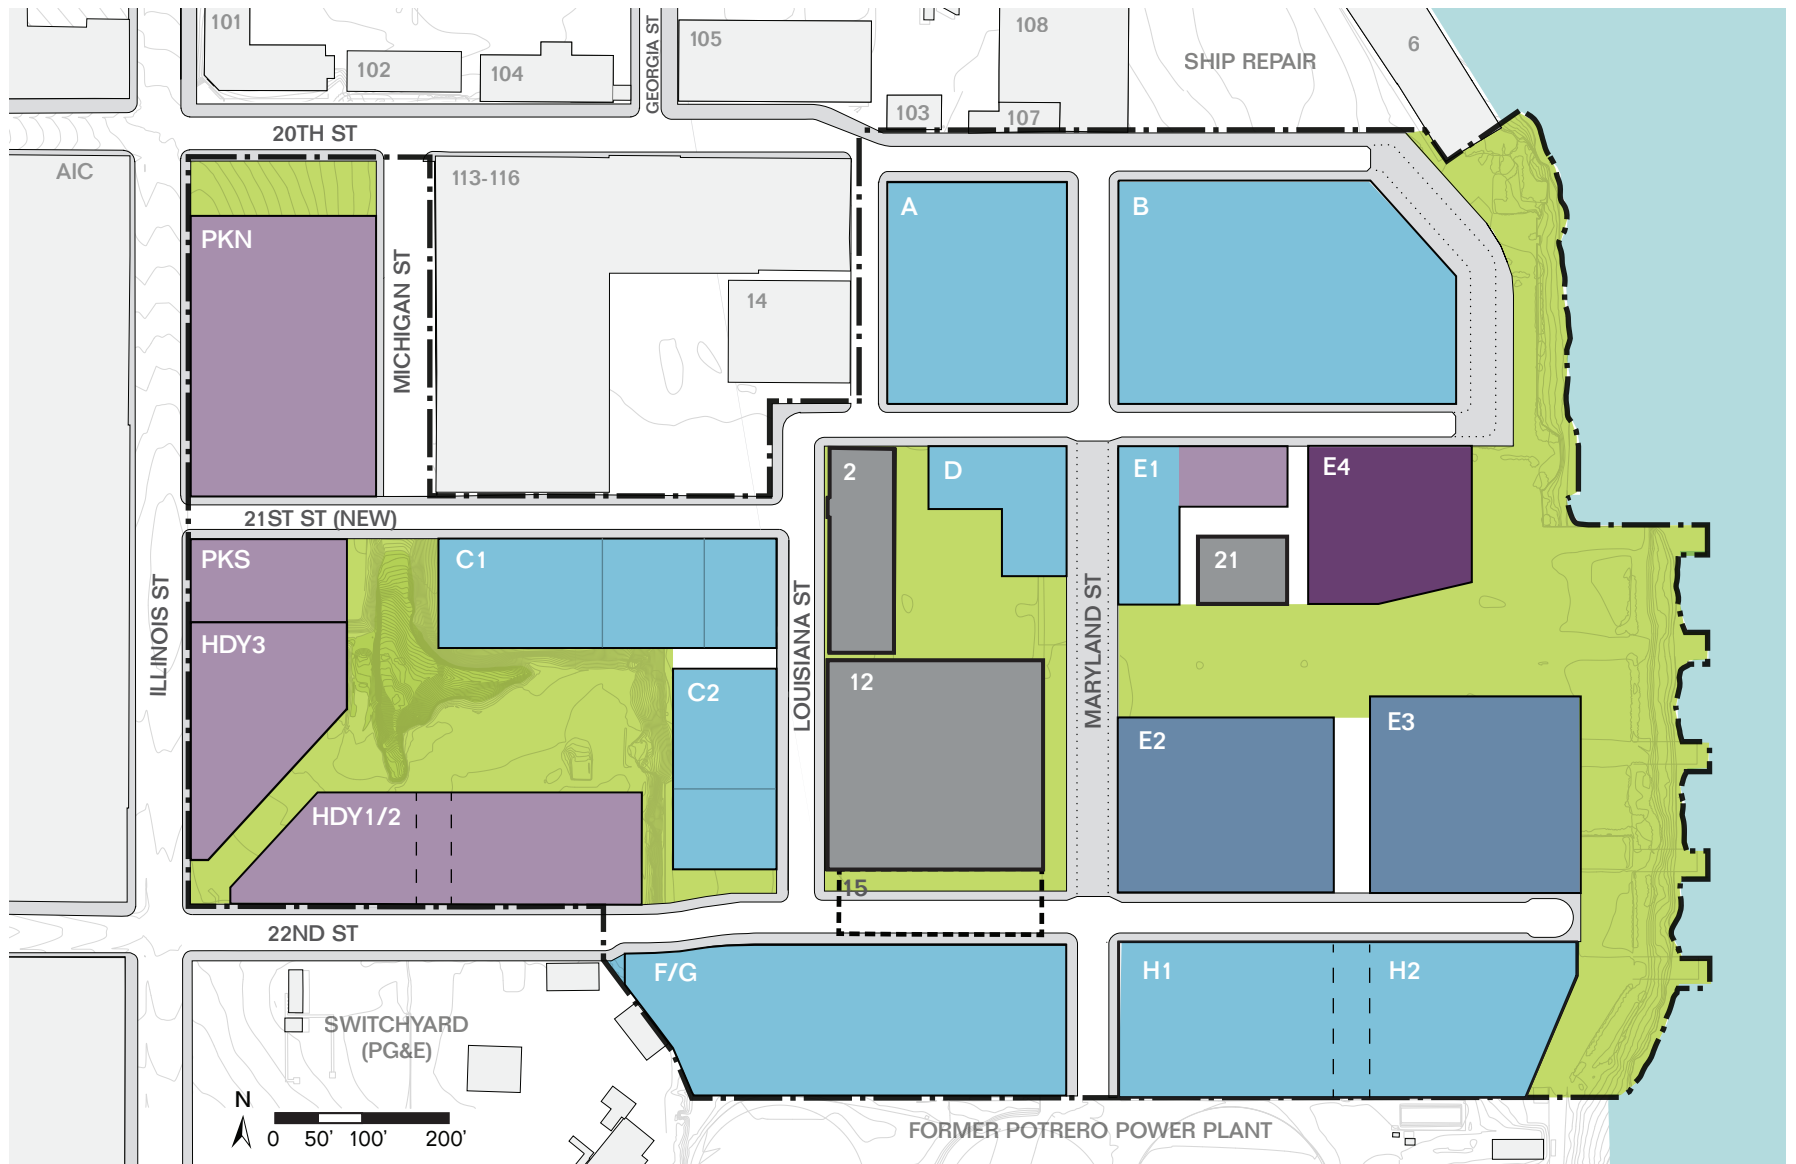 101
102
104
GEORGIA ST
105
103
108
107
SHIP REPAIR
6
20TH ST
AIC
113-116
14
PKN
MICHIGAN ST
A
B
21ST ST (NEW)
2
D
E1
E4
21
PKS
HDY3
C1
C2
ILLINOIS ST
LOUISIANA ST
MARYLAND ST
12
E2
E3
HDY1/2
15
22ND ST
F/G
H1
H2
SWITCHYARD
(PG&E)
N
0 50' 100' 200'
FORMER POTRERO POWER PLANT